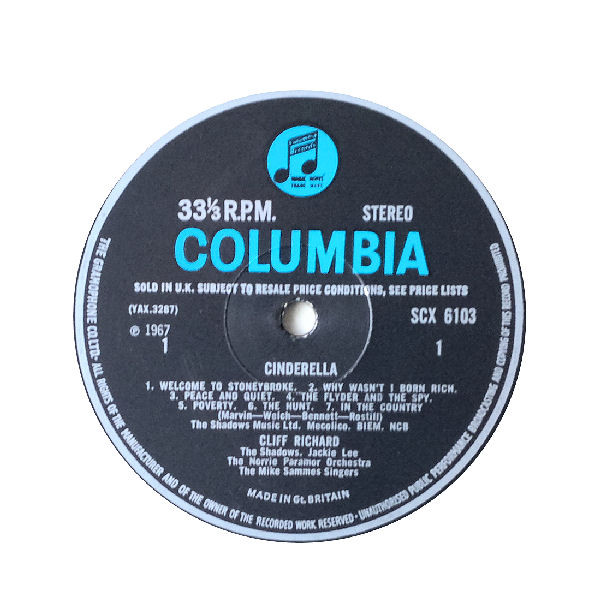 33⅓ R.P.M.
STEREO
COLUMBIA
SOLD IN U.K. SUBJECT TO RESALE PRICE CONDITIONS, SEE PRICE LISTS
(YAX.3287)
SCX 6103
℗ 1967
1
1
CINDERELLA
1. WELCOME TO STONEYBROKE. 2. WHY WASN'T I BORN RICH.
3. PEACE AND QUIET. 4. THE FLYDER AND THE SPY.
5. POVERTY. 6. THE HUNT. 7. IN THE COUNTRY
(Marvin—Welch—Bennett—Rostill)
The Shadows Music Ltd. Mecolico. BIEM. NCB
CLIFF RICHARD
The Shadows, Jackie Lee
The Norrie Paramor Orchestra
The Mike Sammes Singers
MADE IN Gt. BRITAIN
THE GRAMOPHONE CO. LTD.- ALL RIGHTS OF THE MANUFACTURER AND OF THE OWNER OF THE RECORDED WORK RESERVED - UNAUTHORISED PUBLIC PERFORMANCE BROADCASTING AND COPYING OF THIS RECORD PROHIBITED